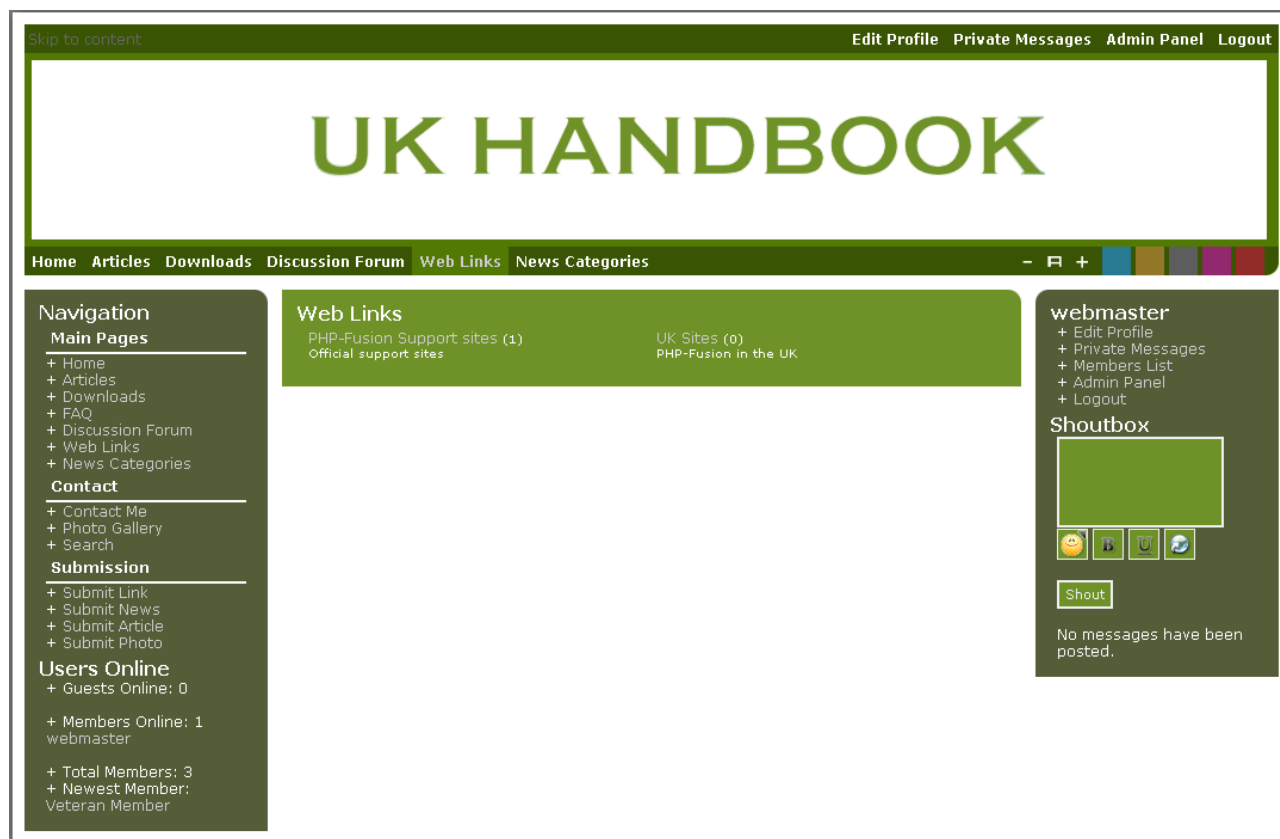 Skip to content
Edit Profile Private Messages Admin Panel Logout
UK HANDBOOK
Home Articles Downloads Discussion Forum Web Links News Categories
- A +
Navigation
Main Pages
+ Home
+ Articles
+ Downloads
+ FAQ
+ Discussion Forum
+ Web Links
+ News Categories
Contact
+ Contact Me
+ Photo Gallery
+ Search
Submission
+ Submit Link
+ Submit News
+ Submit Article
+ Submit Photo
Users Online
+ Guests Online: 0
+ Members Online: 1
webmaster
+ Total Members: 3
+ Newest Member:
Veteran Member
Web Links
PHP-Fusion Support sites (1)
Official support sites
UK Sites (0)
PHP-Fusion in the UK
webmaster
+ Edit Profile
+ Private Messages
+ Members List
+ Admin Panel
+ Logout
Shoutbox
B U
Shout
No messages have been
posted.